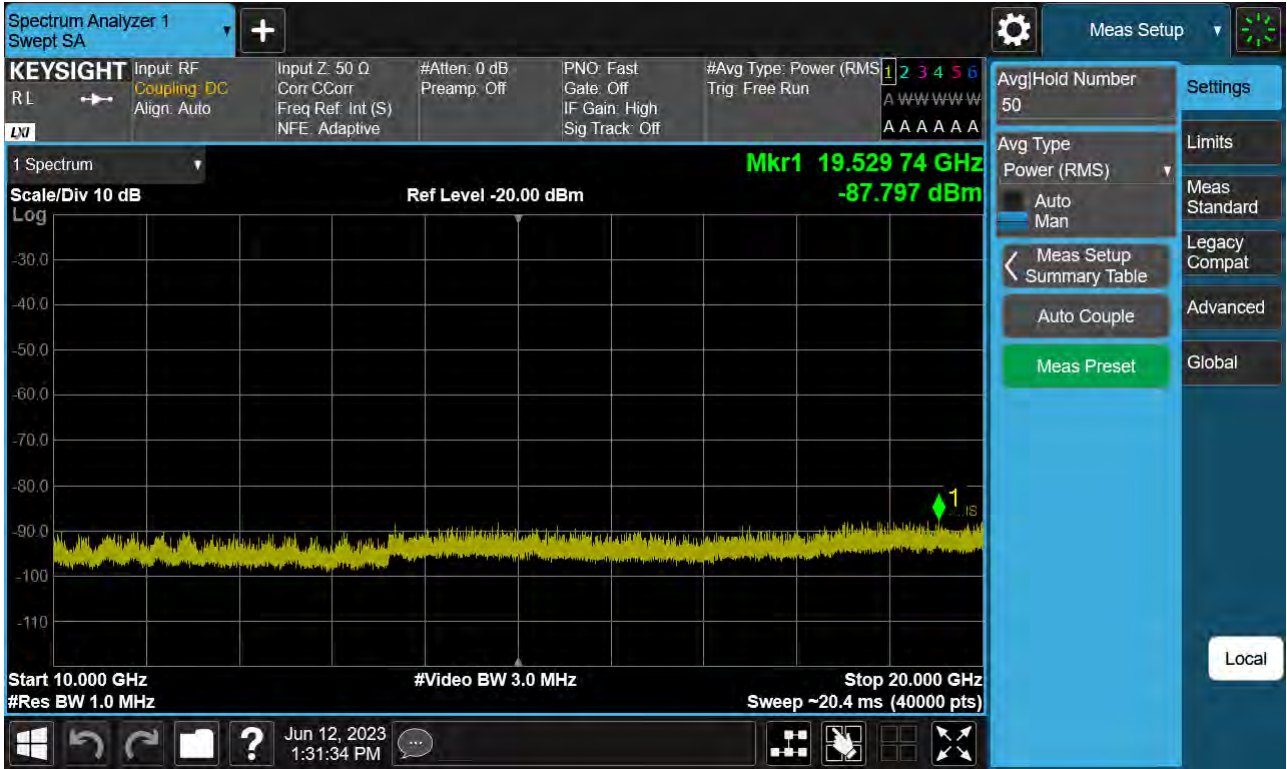 Spectrum Analyzer 1
Swept SA
+
Meas Setup
KEYSIGHT
RL
LXI
Input: RF
Coupling: DC
Align: Auto
Input Z: 50 Ω
Corr CCorr
Freq Ref: Int (S)
NFE: Adaptive
#Atten: 0 dB
Preamp: Off
PNO: Fast
Gate: Off
IF Gain: High
Sig Track: Off
#Avg Type: Power (RMS
Trig: Free Run
1 2 3 4 5 6
A W W W W W
A A A A A A
1 Spectrum
Scale/Div 10 dB
Log
Ref Level -20.00 dBm
Mkr1 19.529 74 GHz
-87.797 dBm
-30.0
-40.0
-50.0
-60.0
-70.0
-80.0
-90.0
-100
-110
1
Start 10.000 GHz
#Res BW 1.0 MHz
#Video BW 3.0 MHz
Stop 20.000 GHz
Sweep ~20.4 ms (40000 pts)
Avg|Hold Number
50
Avg Type
Power (RMS)
Auto
Man
Meas Setup
Summary Table
Auto Couple
Meas Preset
Settings
Limits
Meas
Standard
Legacy
Compat
Advanced
Global
Local
?
Jun 12, 2023
1:31:34 PM